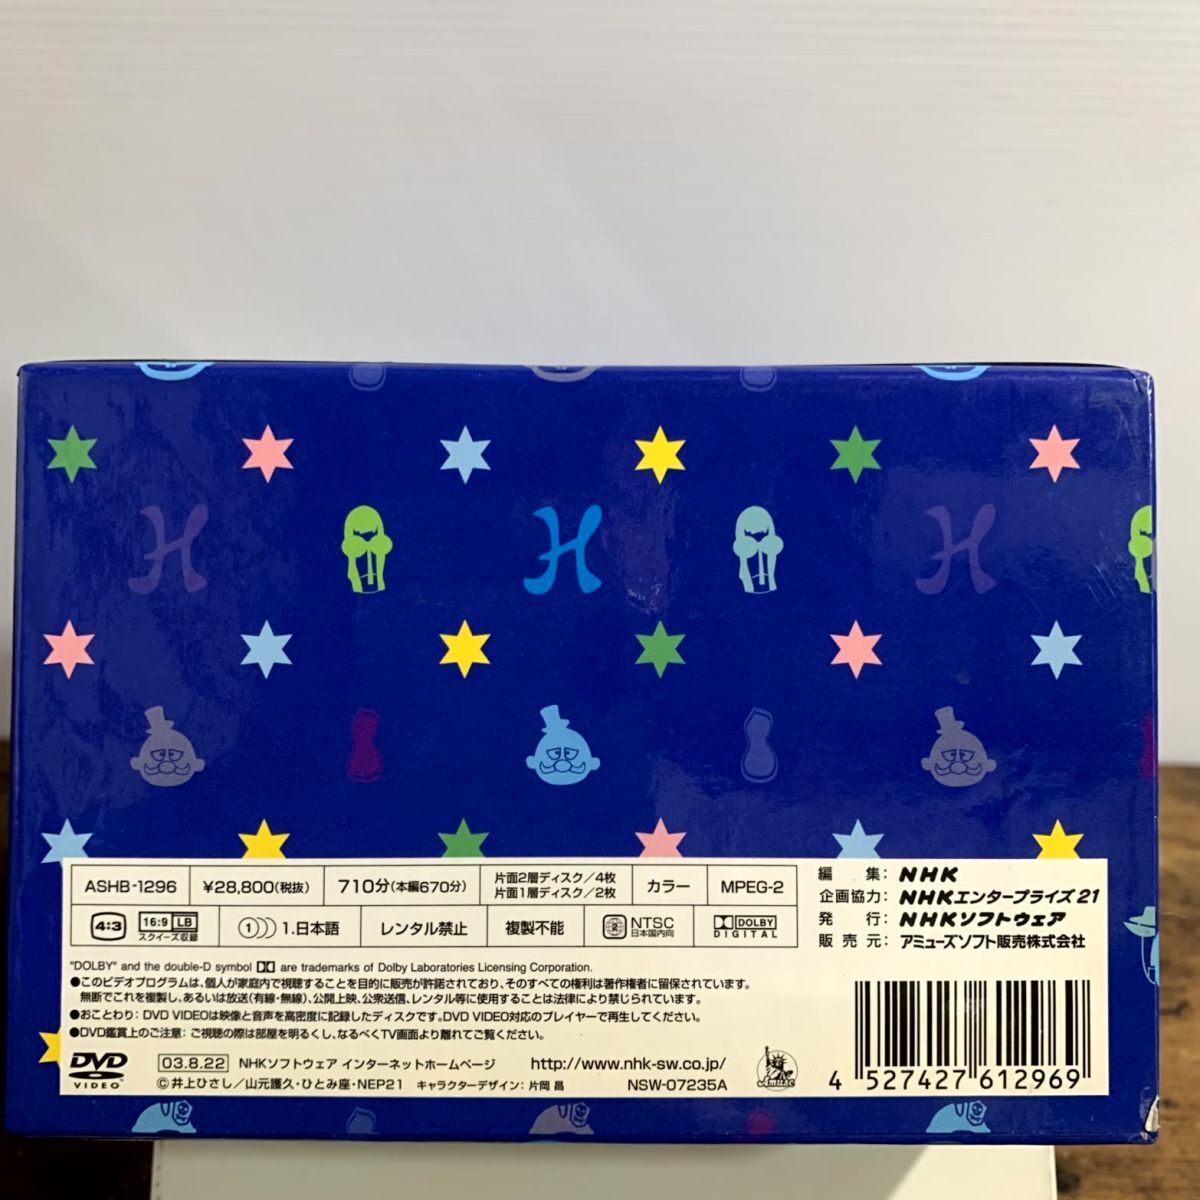 H H H
ASHB-1296 ¥28,800(税抜) 710分(本編670分) 片面2層ディスク/4枚 カラー MPEG-2
片面1層ディスク/2枚
4:3 16:9 LB スクイーズ収録 1.日本語 レンタル禁止 複製不能 2 NTSC 日本国内向 DOLBY DIGITAL
編 集: NHK
企画協力: NHKエンタープライズ21
発 行: NHKソフトウェア
販 売 元: アミューズソフト販売株式会社
"DOLBY" and the double-D symbol are trademarks of Dolby Laboratories Licensing Corporation.
●このビデオプログラムは、個人が家庭内で視聴することを目的に販売が許諾されており、そのすべての権利は著作権者に留保されています。
無断でこれを複製し、あるいは放送(有線・無線)、公開上映、公衆送信、レンタル等に使用することは法律により禁じられています。
●おことわり: DVD VIDEOは映像と音声を高密度に記録したディスクです。DVD VIDEO対応のプレイヤーで再生してください。
●DVD鑑賞上のご注意: ご視聴の際は部屋を明るくし、なるべくTV画面より離れてご覧ください。
DVD VIDEO
03.8.22 NHKソフトウェア インターネットホームページ http://www.nhk-sw.co.jp/
©井上ひさし/山元護久・ひとみ座・NEP21 キャラクターデザイン: 片岡 昌 NSW-07235A
Amuse
4 527427 612969